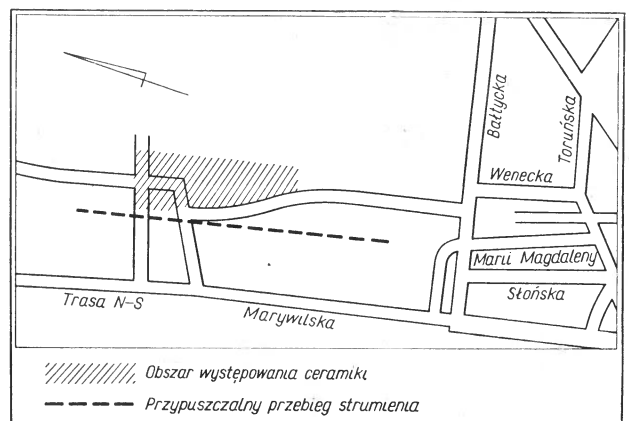 Bałtycka
Toruńska
Wenecka
Marii Magdaleny
Słońska
Trasa N-S
Marywilska
Obszar występowania ceramiki
Przypuszczalny przebieg strumienia